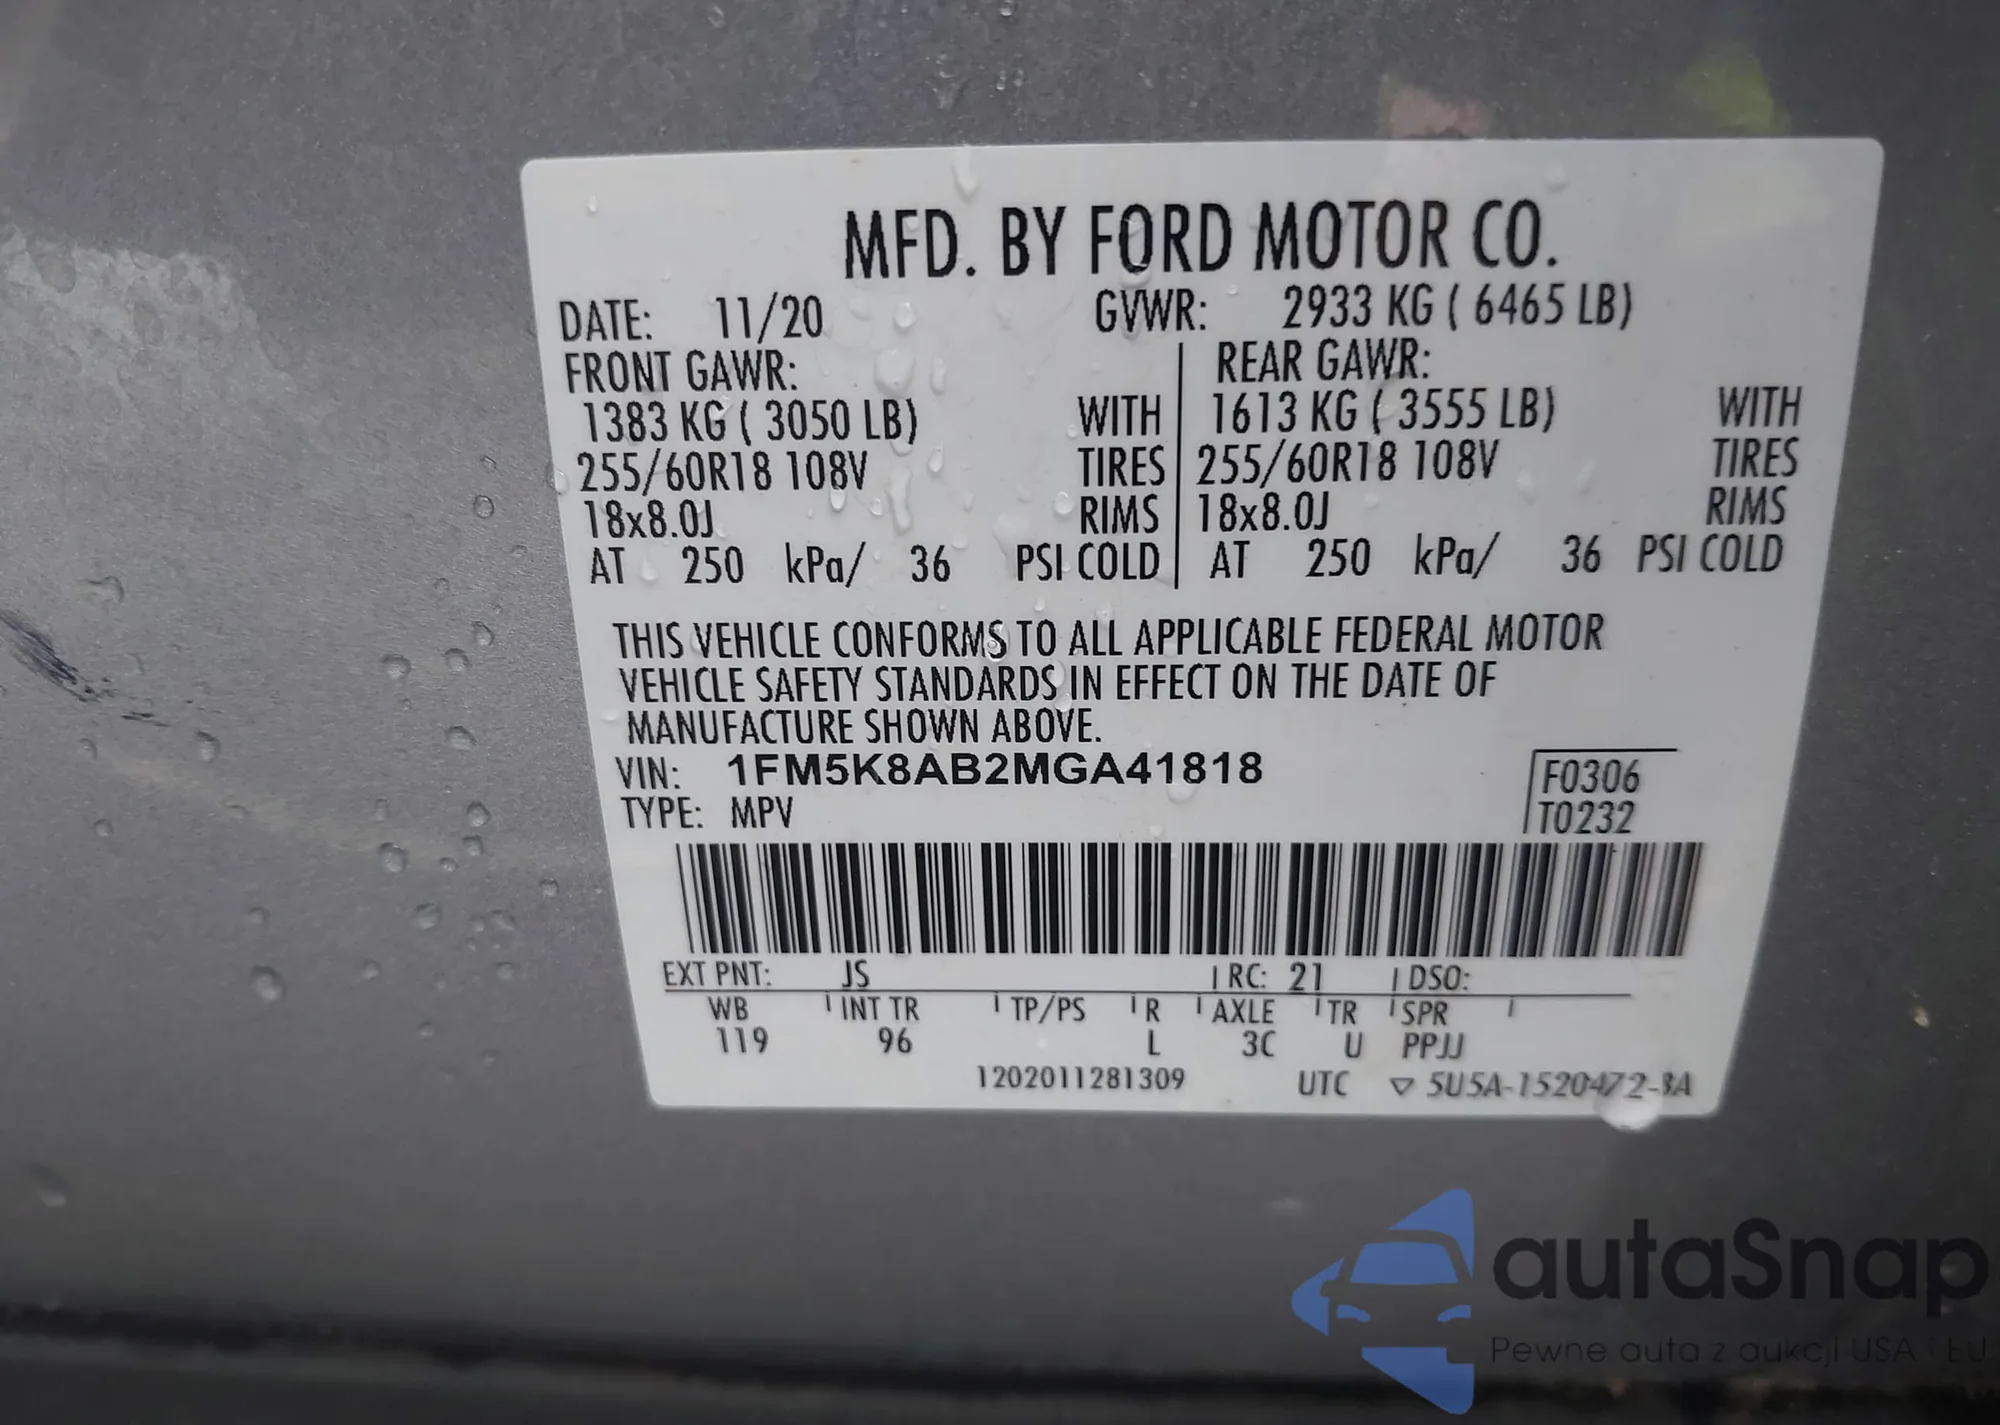 MFD. BY FORD MOTOR CO.
DATE: 11/20 GVWR: 2933 KG ( 6465 LB)
FRONT GAWR: REAR GAWR:
1383 KG ( 3050 LB) WITH 1613 KG ( 3555 LB) WITH
255/60R18 108V TIRES 255/60R18 108V TIRES
18x8.0J RIMS 18x8.0J RIMS
AT 250 kPa/ 36 PSI COLD AT 250 kPa/ 36 PSI COLD
THIS VEHICLE CONFORMS TO ALL APPLICABLE FEDERAL MOTOR
VEHICLE SAFETY STANDARDS IN EFFECT ON THE DATE OF
MANUFACTURE SHOWN ABOVE.
VIN: 1FM5K8AB2MGA41818 F0306
TYPE: MPV T0232
EXT PNT: JS RC: 21 DSO:
WB INT TR TP/PS R AXLE TR SPR
119 96 L 3C U PPJJ
1202011281309 UTC ▽ 5U5A-1520472-BA
autaSnap
Pewne auta z aukcji USA i EU